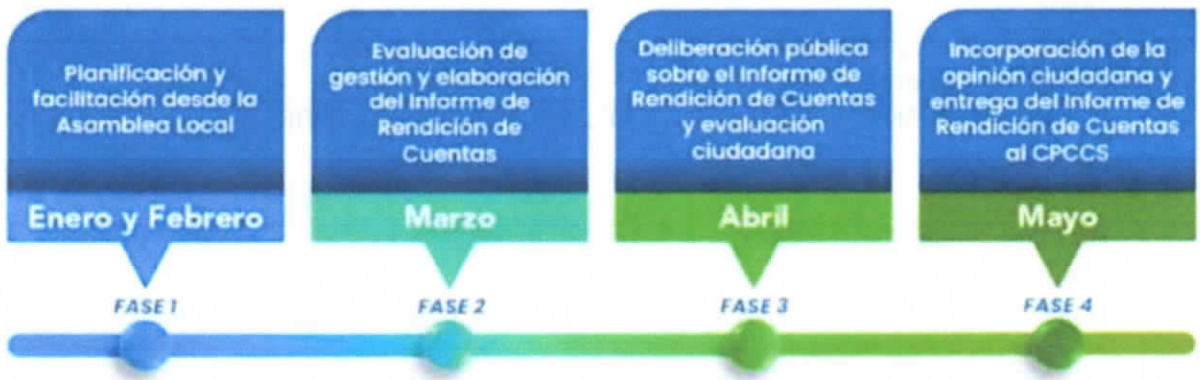 Planificación y
facilitación desde la
Asamblea Local
Enero y Febrero
FASE 1
Evaluación de
gestión y elaboración
del Informe de
Rendición de
Cuentas
Marzo
FASE 2
Deliberación pública
sobre el Informe de
Rendición de Cuentas
y evaluación
ciudadana
Abril
FASE 3
Incorporación de la
opinión ciudadana y
entrega del Informe de
Rendición de Cuentas
al CPCCS
Mayo
FASE 4